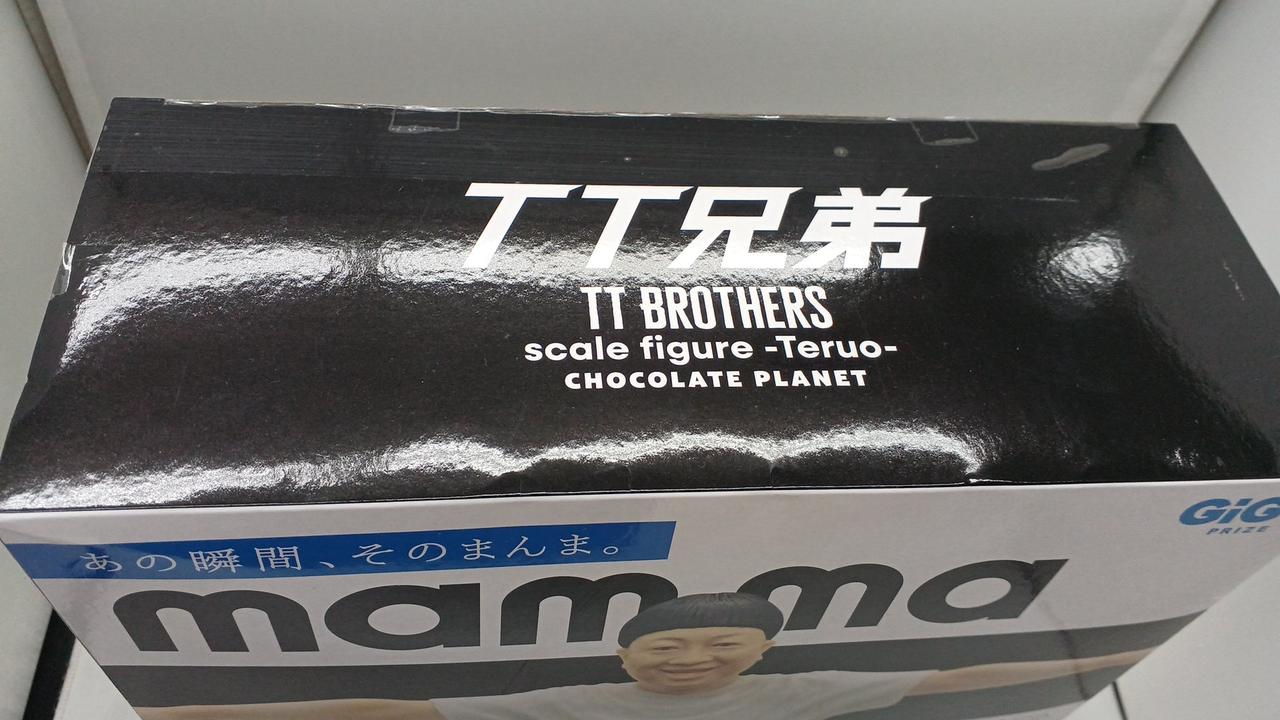 TT兄弟
TT BROTHERS
scale figure -Teruo-
CHOCOLATE PLANET
GiG
PRIZE
あの瞬間、そのまんま。
mamma